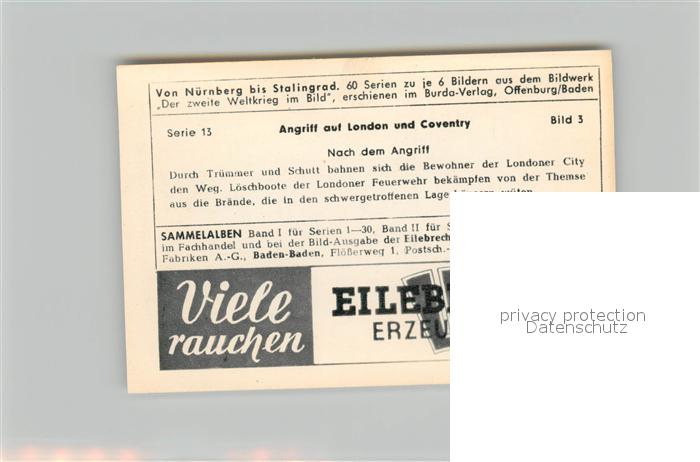 Von Nürnberg bis Stalingrad. 60 Serien zu je 6 Bildern aus dem Bildwerk
„Der zweite Weltkrieg im Bild“, erschienen im Burda-Verlag, Offenburg/Baden
Serie 13 Angriff auf London und Coventry Bild 3
Nach dem Angriff
Durch Trümmer und Schutt bahnen sich die Bewohner der Londoner City
den Weg. Löschboote der Londoner Feuerwehr bekämpfen von der Themse
aus die Brände, die in den schwergetroffenen Lage
SAMMELALBEN Band I für Serien 1—30, Band II für S
im Fachhandel und bei der Bild-Ausgabe der Eilebrech
Fabriken A.-G., Baden-Baden, Flößerweg 1, Postsch.-
Viele
rauchen
EILEB
ERZEU
privacy protection
Datenschutz